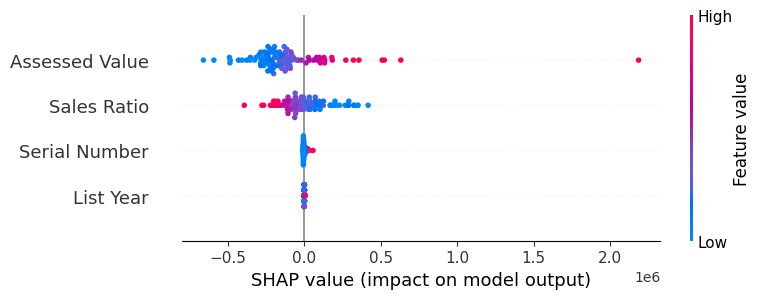 High
Assessed Value
Sales Ratio
Serial Number
List Year
Feature value
Low
−0.5 0.0 0.5 1.0 1.5 2.0
1e6
SHAP value (impact on model output)